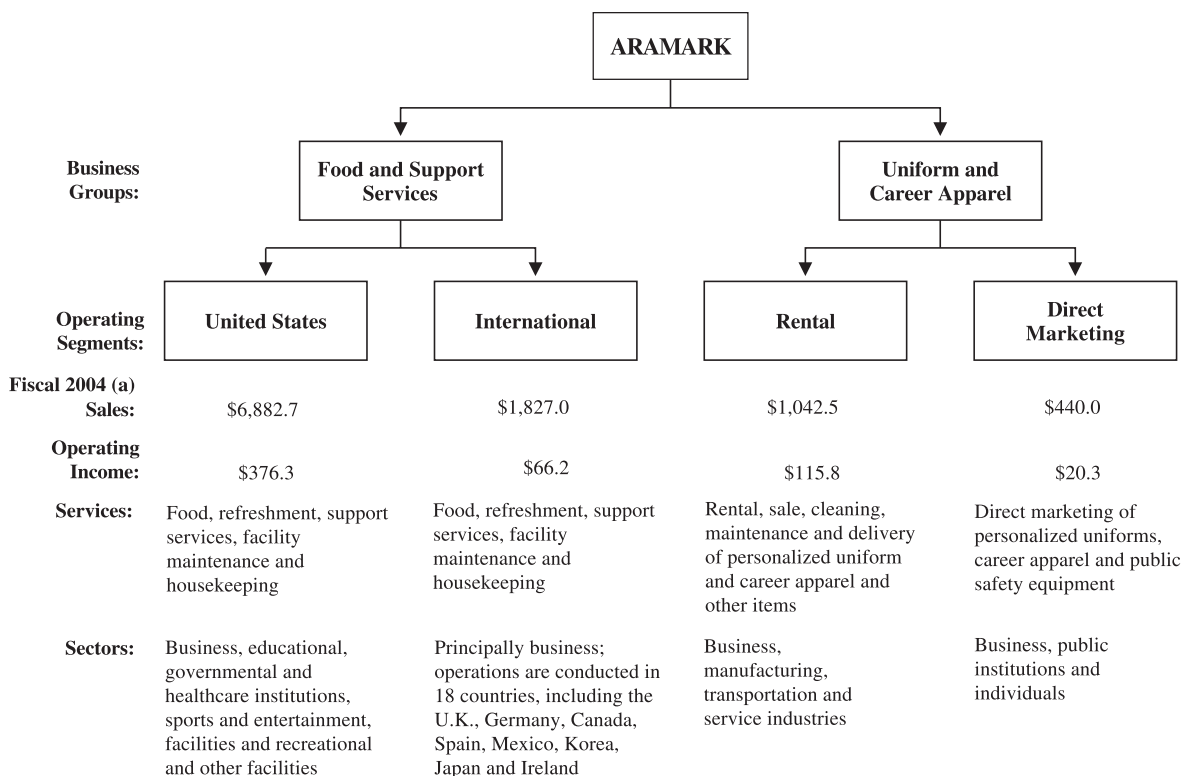 ARAMARK
Business
Groups:
Food and Support
Services
Uniform and
Career Apparel
Operating
Segments:
United States
International
Rental
Direct
Marketing
Fiscal 2004 (a)
Sales:
$6,882.7
$1,827.0
$1,042.5
$440.0
Operating
Income:
$376.3
$66.2
$115.8
$20.3
Services:
Food, refreshment, support
services, facility
maintenance and
housekeeping
Food, refreshment, support
services, facility
maintenance and
housekeeping
Rental, sale, cleaning,
maintenance and delivery
of personalized uniform
and career apparel and
other items
Direct marketing of
personalized uniforms,
career apparel and public
safety equipment
Sectors:
Business, educational,
governmental and
healthcare institutions,
sports and entertainment,
facilities and recreational
and other facilities
Principally business;
operations are conducted in
18 countries, including the
U.K., Germany, Canada,
Spain, Mexico, Korea,
Japan and Ireland
Business,
manufacturing,
transportation and
service industries
Business, public
institutions and
individuals